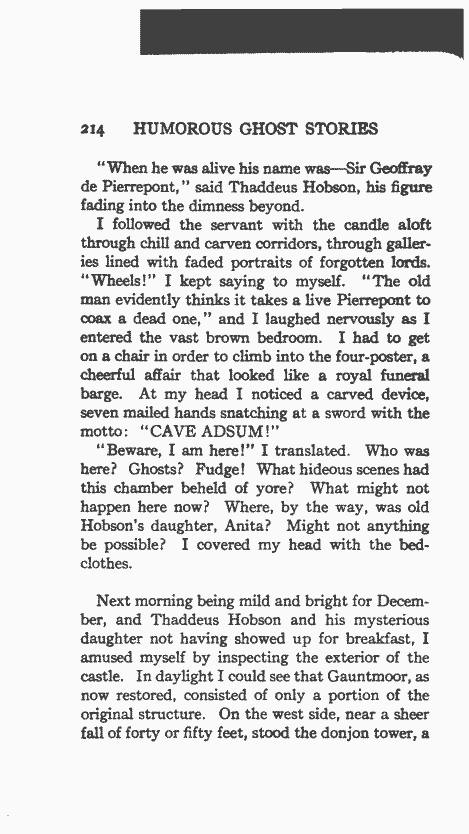 214 HUMOROUS GHOST STORIES
"When he was alive his name was—Sir Geoffray
de Pierrepont," said Thaddeus Hobson, his figure
fading into the dimness beyond.
I followed the servant with the candle aloft
through chill and carven corridors, through galler-
ies lined with faded portraits of forgotten lords.
"Wheels!" I kept saying to myself. "The old
man evidently thinks it takes a live Pierrepont to
coax a dead one," and I laughed nervously as I
entered the vast brown bedroom. I had to get
on a chair in order to climb into the four-poster, a
cheerful affair that looked like a royal funeral
barge. At my head I noticed a carved device,
seven mailed hands snatching at a sword with the
motto: "CAVE ADSUM!"
"Beware, I am here!" I translated. Who was
here? Ghosts? Fudge! What hideous scenes had
this chamber beheld of yore? What might not
happen here now? Where, by the way, was old
Hobson's daughter, Anita? Might not anything
be possible? I covered my head with the bed-
clothes.
Next morning being mild and bright for Decem-
ber, and Thaddeus Hobson and his mysterious
daughter not having showed up for breakfast, I
amused myself by inspecting the exterior of the
castle. In daylight I could see that Gauntmoor, as
now restored, consisted of only a portion of the
original structure. On the west side, near a sheer
fall of forty or fifty feet, stood the donjon tower, a